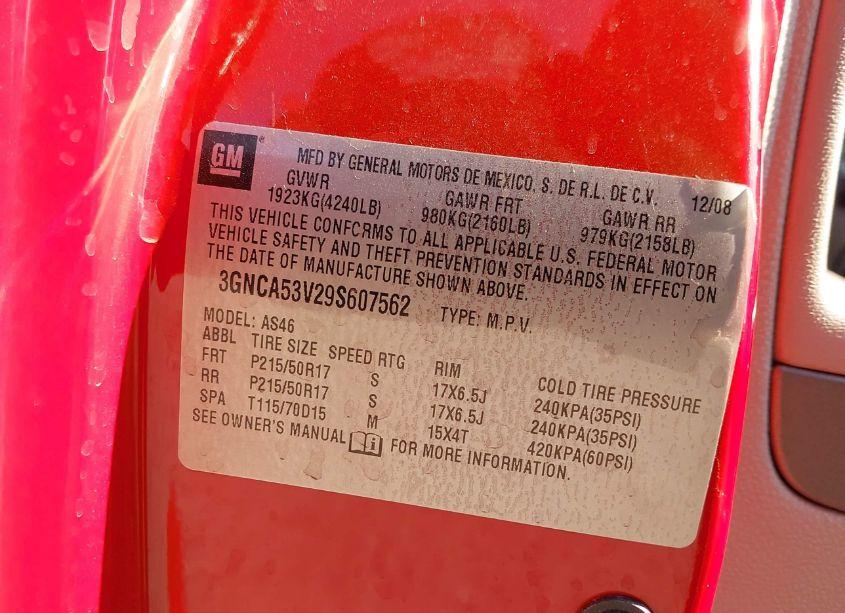 GM ® MFD BY GENERAL MOTORS DE MEXICO, S. DE R.L. DE C.V. 12/08
GVWR GAWR FRT GAWR RR
1923KG(4240LB) 980KG(2160LB) 979KG(2158LB)
THIS VEHICLE CONFORMS TO ALL APPLICABLE U.S. FEDERAL MOTOR
VEHICLE SAFETY AND THEFT PREVENTION STANDARDS IN EFFECT ON
THE DATE OF MANUFACTURE SHOWN ABOVE.
3GNCA53V29S607562 TYPE: M.P.V.
MODEL: AS46
ABBL TIRE SIZE SPEED RTG RIM COLD TIRE PRESSURE
FRT P215/50R17 S 17X6.5J 240KPA(35PSI)
RR P215/50R17 S 17X6.5J 240KPA(35PSI)
SPA T115/70D15 M 15X4T 420KPA(60PSI)
SEE OWNER'S MANUAL FOR MORE INFORMATION.